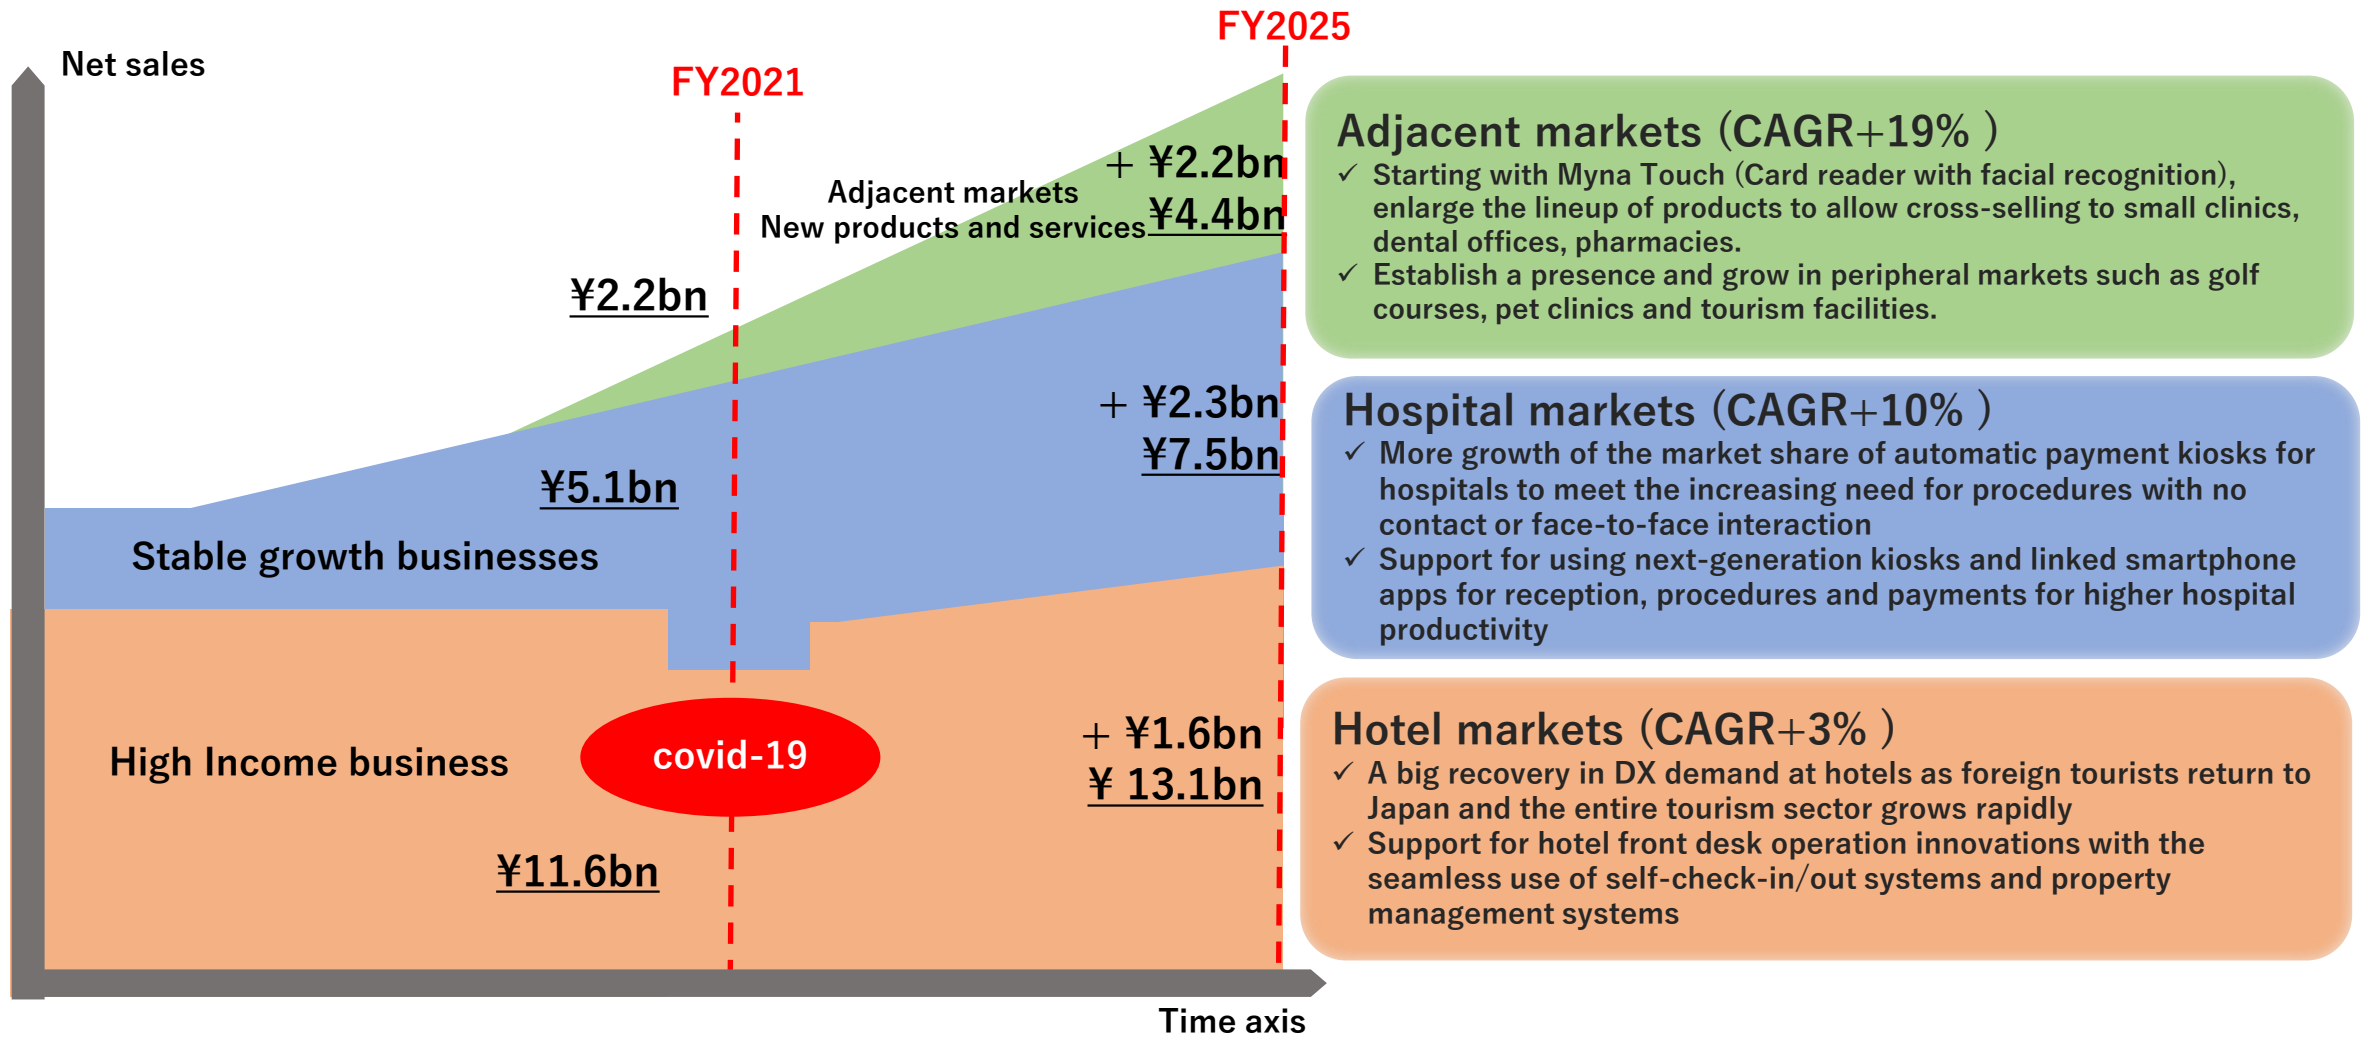 Net sales
FY2021
FY2025
Adjacent markets
New products and services
+ ¥2.2bn
¥4.4bn
¥2.2bn
+ ¥2.3bn
¥7.5bn
¥5.1bn
Stable growth businesses
High Income business
covid-19
+ ¥1.6bn
¥ 13.1bn
¥11.6bn
Time axis
Adjacent markets (CAGR+19% )
✓ Starting with Myna Touch (Card reader with facial recognition),
enlarge the lineup of products to allow cross-selling to small clinics,
dental offices, pharmacies.
✓ Establish a presence and grow in peripheral markets such as golf
courses, pet clinics and tourism facilities.
Hospital markets (CAGR+10% )
✓ More growth of the market share of automatic payment kiosks for
hospitals to meet the increasing need for procedures with no
contact or face-to-face interaction
✓ Support for using next-generation kiosks and linked smartphone
apps for reception, procedures and payments for higher hospital
productivity
Hotel markets (CAGR+3% )
✓ A big recovery in DX demand at hotels as foreign tourists return to
Japan and the entire tourism sector grows rapidly
✓ Support for hotel front desk operation innovations with the
seamless use of self-check-in/out systems and property
management systems